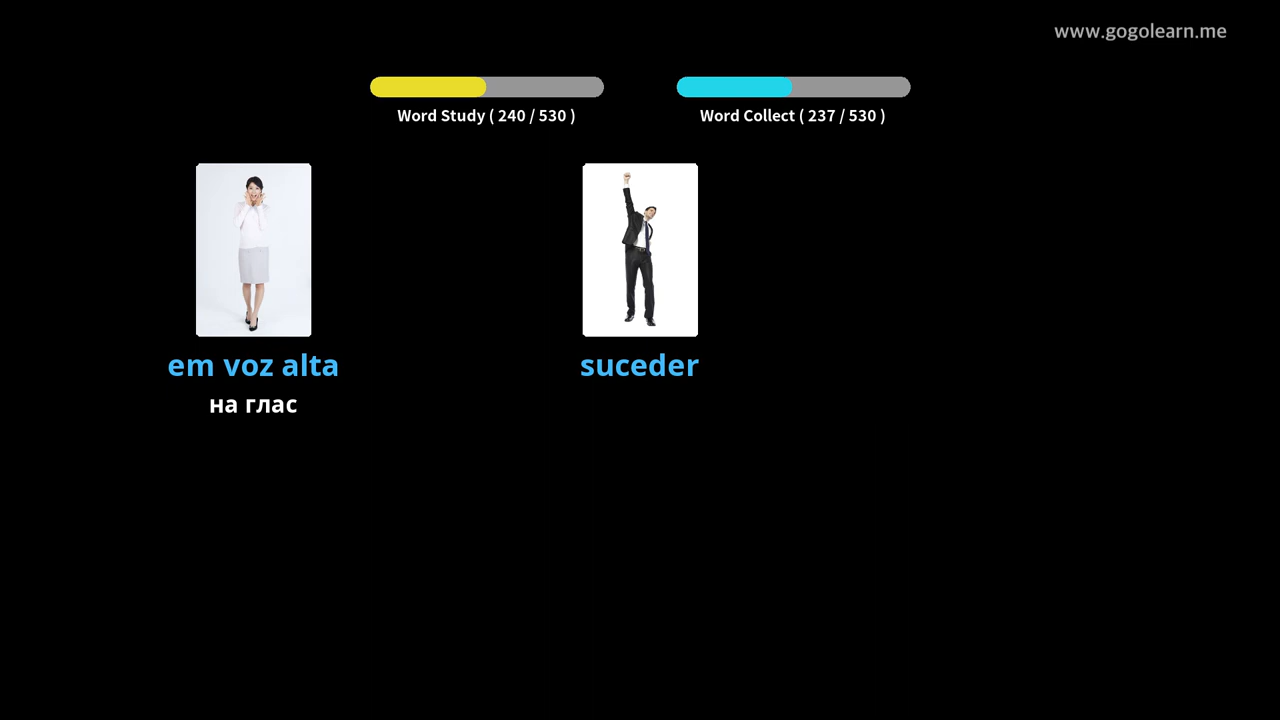 www.gogolearn.me
Word Study ( 240 / 530 )
Word Collect ( 237 / 530 )
em voz alta
suceder
на глас